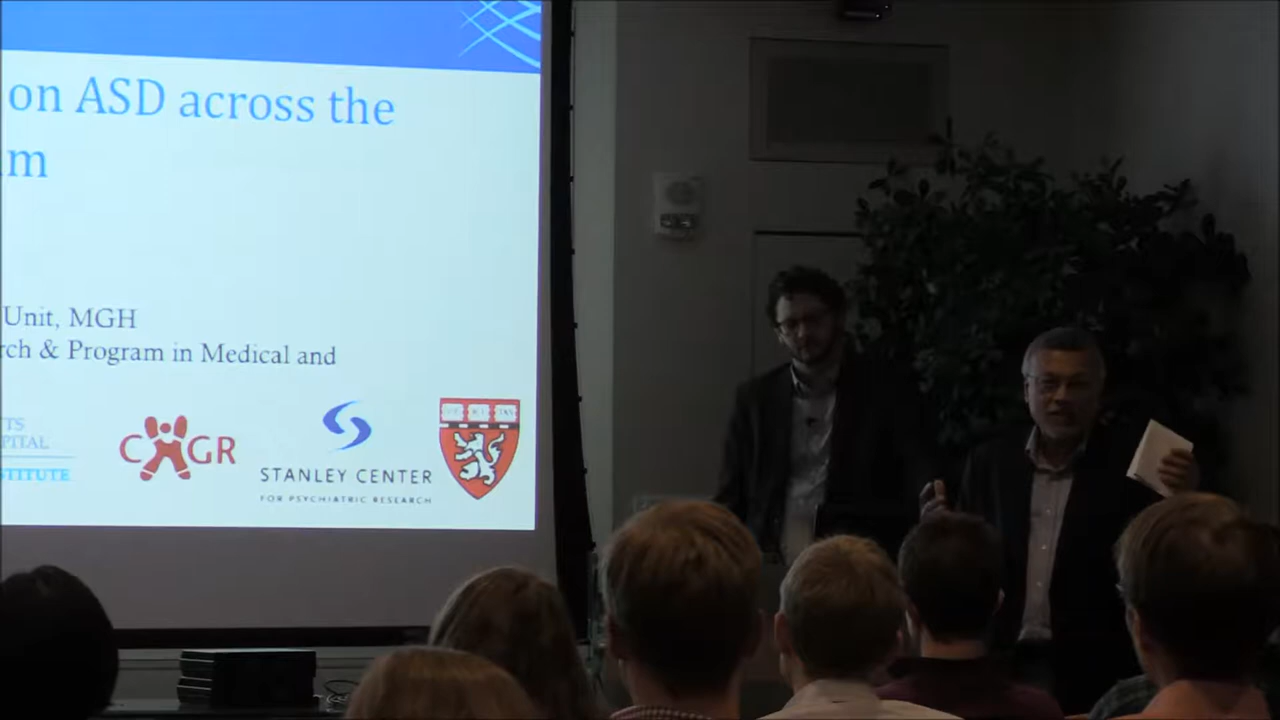 on ASD across the
m
Unit, MGH
rch & Program in Medical and
TS
PITAL
STITUTE
CHGR
STANLEY CENTER
FOR PSYCHIATRIC RESEARCH